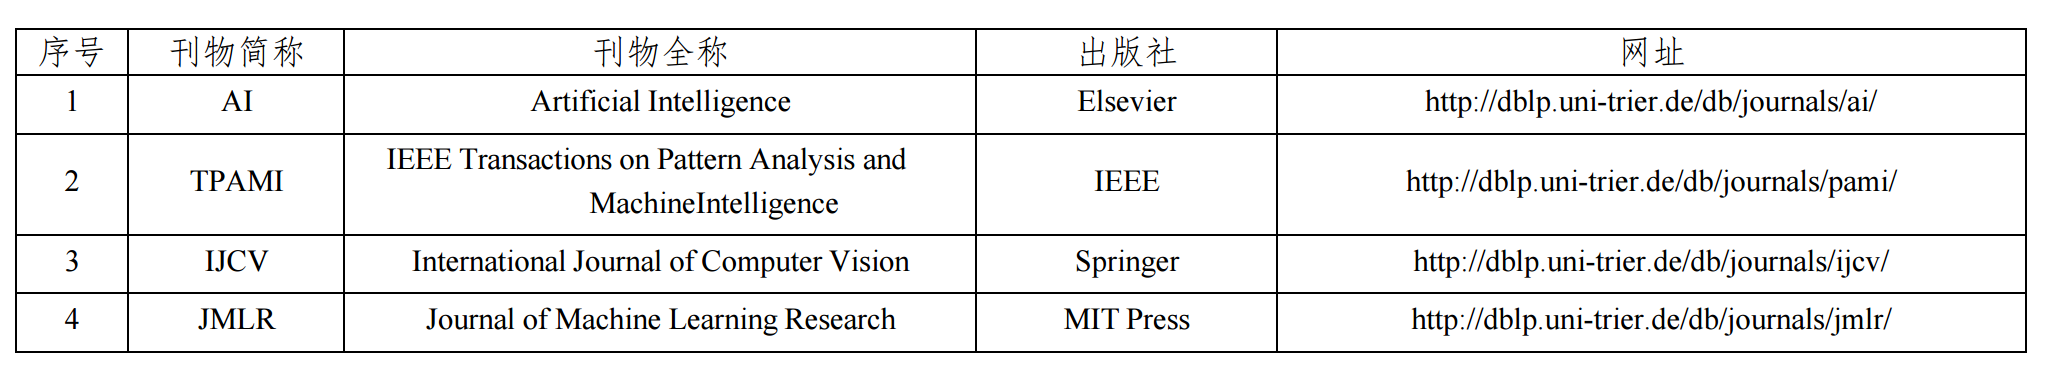 序号 刊物简称 刊物全称 出版社 网址
1 AI Artificial Intelligence Elsevier http://dblp.uni-trier.de/db/journals/ai/
2 TPAMI IEEE Transactions on Pattern Analysis and
MachineIntelligence IEEE http://dblp.uni-trier.de/db/journals/pami/
3 IJCV International Journal of Computer Vision Springer http://dblp.uni-trier.de/db/journals/ijcv/
4 JMLR Journal of Machine Learning Research MIT Press http://dblp.uni-trier.de/db/journals/jmlr/